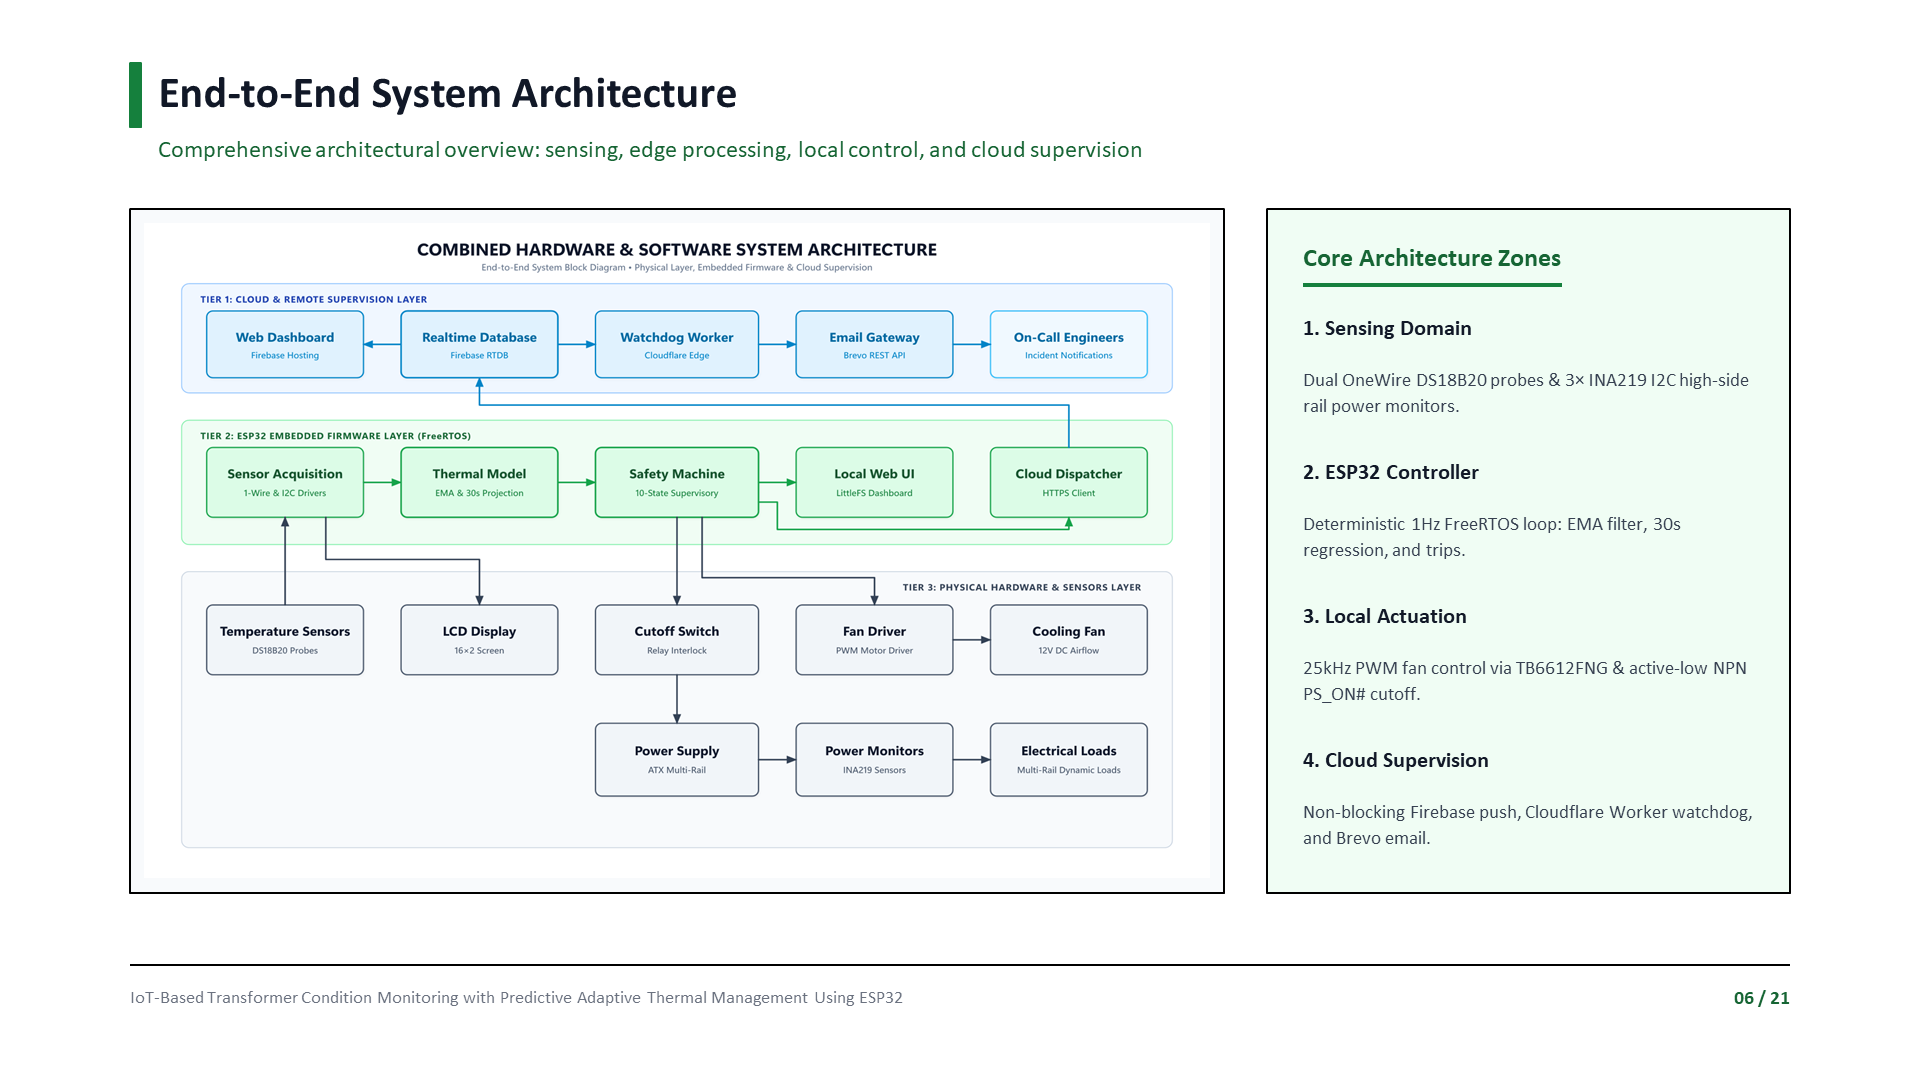 End-to-End System Architecture
Comprehensive architectural overview: sensing, edge processing, local control, and cloud supervision
COMBINED HARDWARE & SOFTWARE SYSTEM ARCHITECTURE
End-to-End System Block Diagram • Physical Layer, Embedded Firmware & Cloud Supervision
TIER 1: CLOUD & REMOTE SUPERVISION LAYER
Web Dashboard
Firebase Hosting
Realtime Database
Firebase RTDB
Watchdog Worker
Cloudflare Edge
Email Gateway
Brevo REST API
On-Call Engineers
Incident Notifications
TIER 2: ESP32 EMBEDDED FIRMWARE LAYER (FreeRTOS)
Sensor Acquisition
1-Wire & I2C Drivers
Thermal Model
EMA & 30s Projection
Safety Machine
10-State Supervisory
Local Web UI
LittleFS Dashboard
Cloud Dispatcher
HTTPS Client
TIER 3: PHYSICAL HARDWARE & SENSORS LAYER
Temperature Sensors
DS18B20 Probes
LCD Display
16×2 Screen
Cutoff Switch
Relay Interlock
Fan Driver
PWM Motor Driver
Cooling Fan
12V DC Airflow
Power Supply
ATX Multi-Rail
Power Monitors
INA219 Sensors
Electrical Loads
Multi-Rail Dynamic Loads
Core Architecture Zones
1. Sensing Domain
Dual OneWire DS18B20 probes & 3× INA219 I2C high-side
rail power monitors.
2. ESP32 Controller
Deterministic 1Hz FreeRTOS loop: EMA filter, 30s
regression, and trips.
3. Local Actuation
25kHz PWM fan control via TB6612FNG & active-low NPN
PS_ON# cutoff.
4. Cloud Supervision
Non-blocking Firebase push, Cloudflare Worker watchdog,
and Brevo email.
IoT-Based Transformer Condition Monitoring with Predictive Adaptive Thermal Management Using ESP32
06 / 21